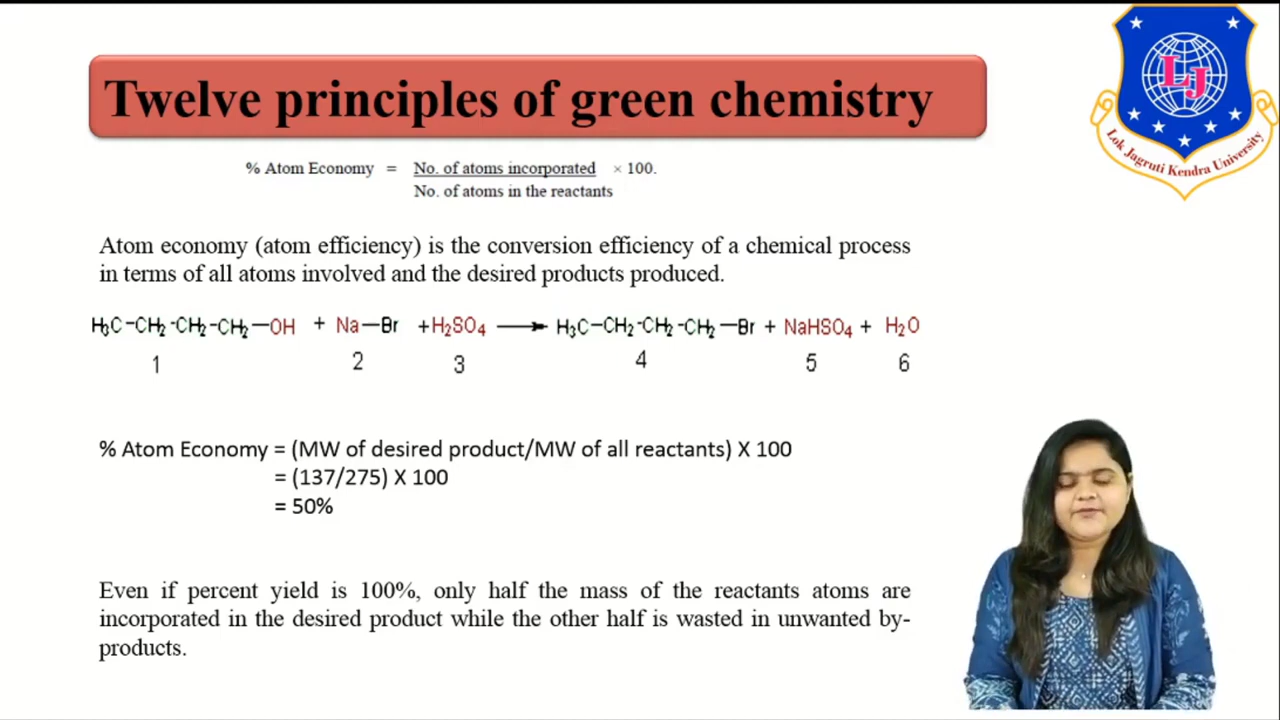 Twelve principles of green chemistry
LJ
Lok Jagruti Kendra University
% Atom Economy = No. of atoms incorporated × 100.
No. of atoms in the reactants
Atom economy (atom efficiency) is the conversion efficiency of a chemical process
in terms of all atoms involved and the desired products produced.
H₃C-CH₂-CH₂-CH₂-OH + Na-Br + H₂SO₄ → H₃C-CH₂-CH₂-CH₂-Br + NaHSO₄ + H₂O
1 2 3 4 5 6
% Atom Economy = (MW of desired product/MW of all reactants) X 100
= (137/275) X 100
= 50%
Even if percent yield is 100%, only half the mass of the reactants atoms are
incorporated in the desired product while the other half is wasted in unwanted by-
products.